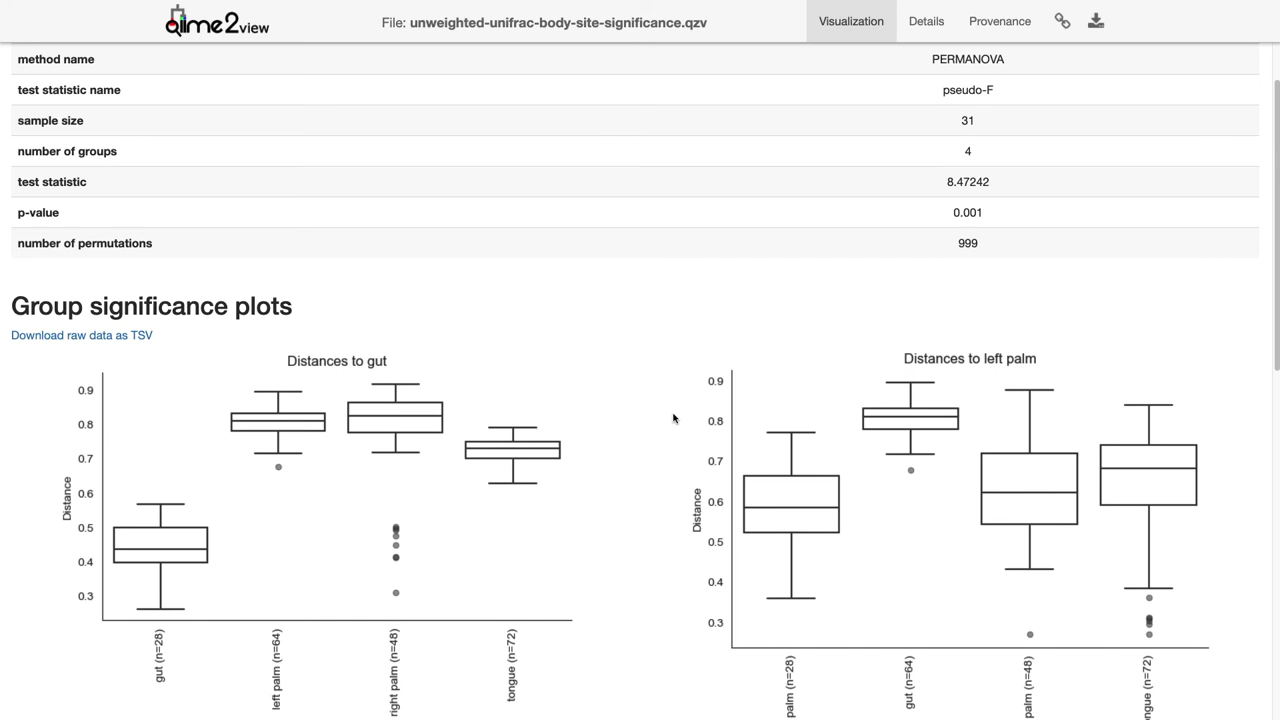 qiime2view
File: unweighted-unifrac-body-site-significance.qzv
Visualization
Details
Provenance
method name PERMANOVA
test statistic name pseudo-F
sample size 31
number of groups 4
test statistic 8.47242
p-value 0.001
number of permutations 999
Group significance plots
Download raw data as TSV
Distances to gut
0.9
0.8
0.7
0.6
0.5
0.4
0.3
Distance
gut (n=28)
left palm (n=64)
right palm (n=48)
tongue (n=72)
Distances to left palm
0.9
0.8
0.7
0.6
0.5
0.4
0.3
Distance
palm (n=28)
gut (n=64)
palm (n=48)
ngue (n=72)